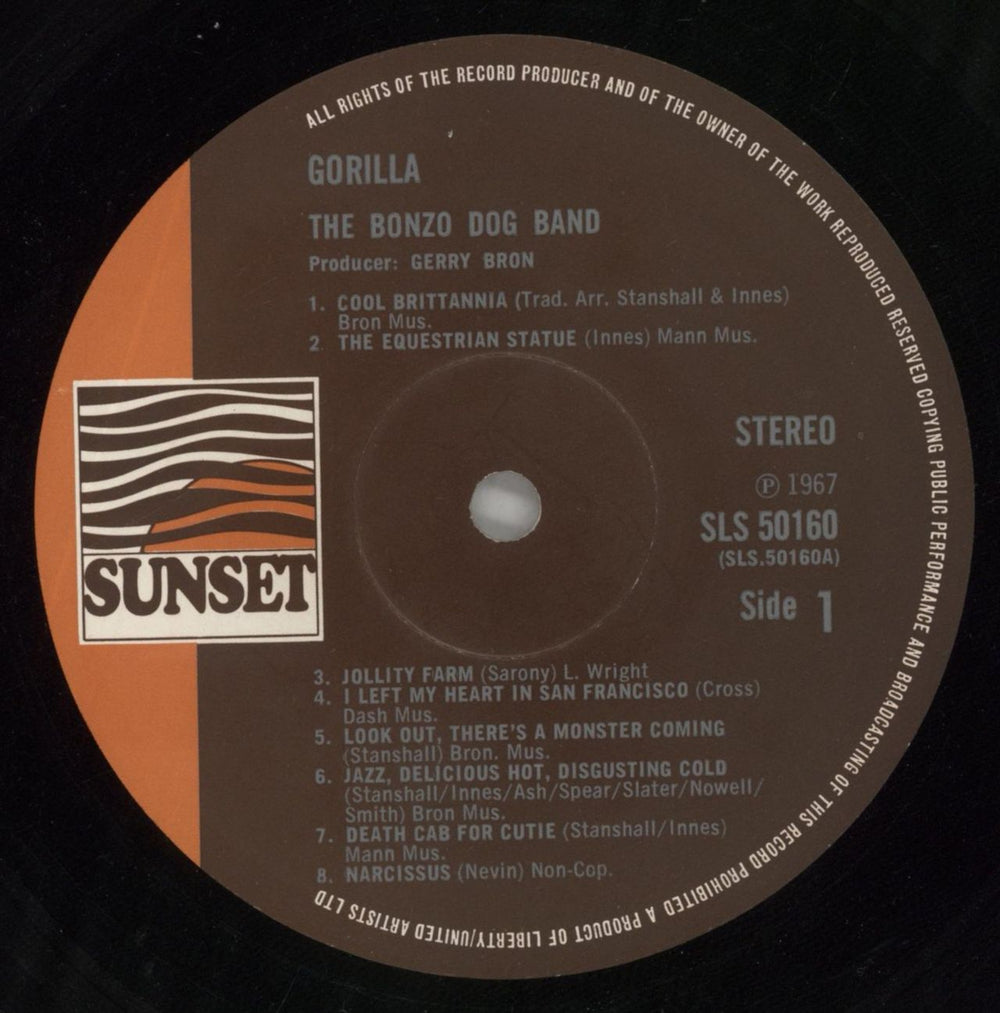 ALL RIGHTS OF THE RECORD PRODUCER AND OF THE OWNER OF THE WORK REPRODUCED RESERVED COPYING PUBLIC PERFORMANCE AND BROADCASTING OF THIS RECORD PROHIBITED A PRODUCT OF LIBERTY/UNITED ARTISTS LTD
GORILLA
THE BONZO DOG BAND
Producer: GERRY BRON
1. COOL BRITTANNIA (Trad. Arr. Stanshall & Innes)
Bron Mus.
2. THE EQUESTRIAN STATUE (Innes) Mann Mus.
STEREO
℗ 1967
SLS 50160
(SLS.50160A)
Side 1
SUNSET
3. JOLLITY FARM (Sarony) L. Wright
4. I LEFT MY HEART IN SAN FRANCISCO (Cross)
Dash Mus.
5. LOOK OUT, THERE'S A MONSTER COMING
(Stanshall) Bron. Mus.
6. JAZZ, DELICIOUS HOT, DISGUSTING COLD
(Stanshall/Innes/Ash/Spear/Slater/Nowell/
Smith) Bron Mus.
7. DEATH CAB FOR CUTIE (Stanshall/Innes)
Mann Mus.
8. NARCISSUS (Nevin) Non-Cop.